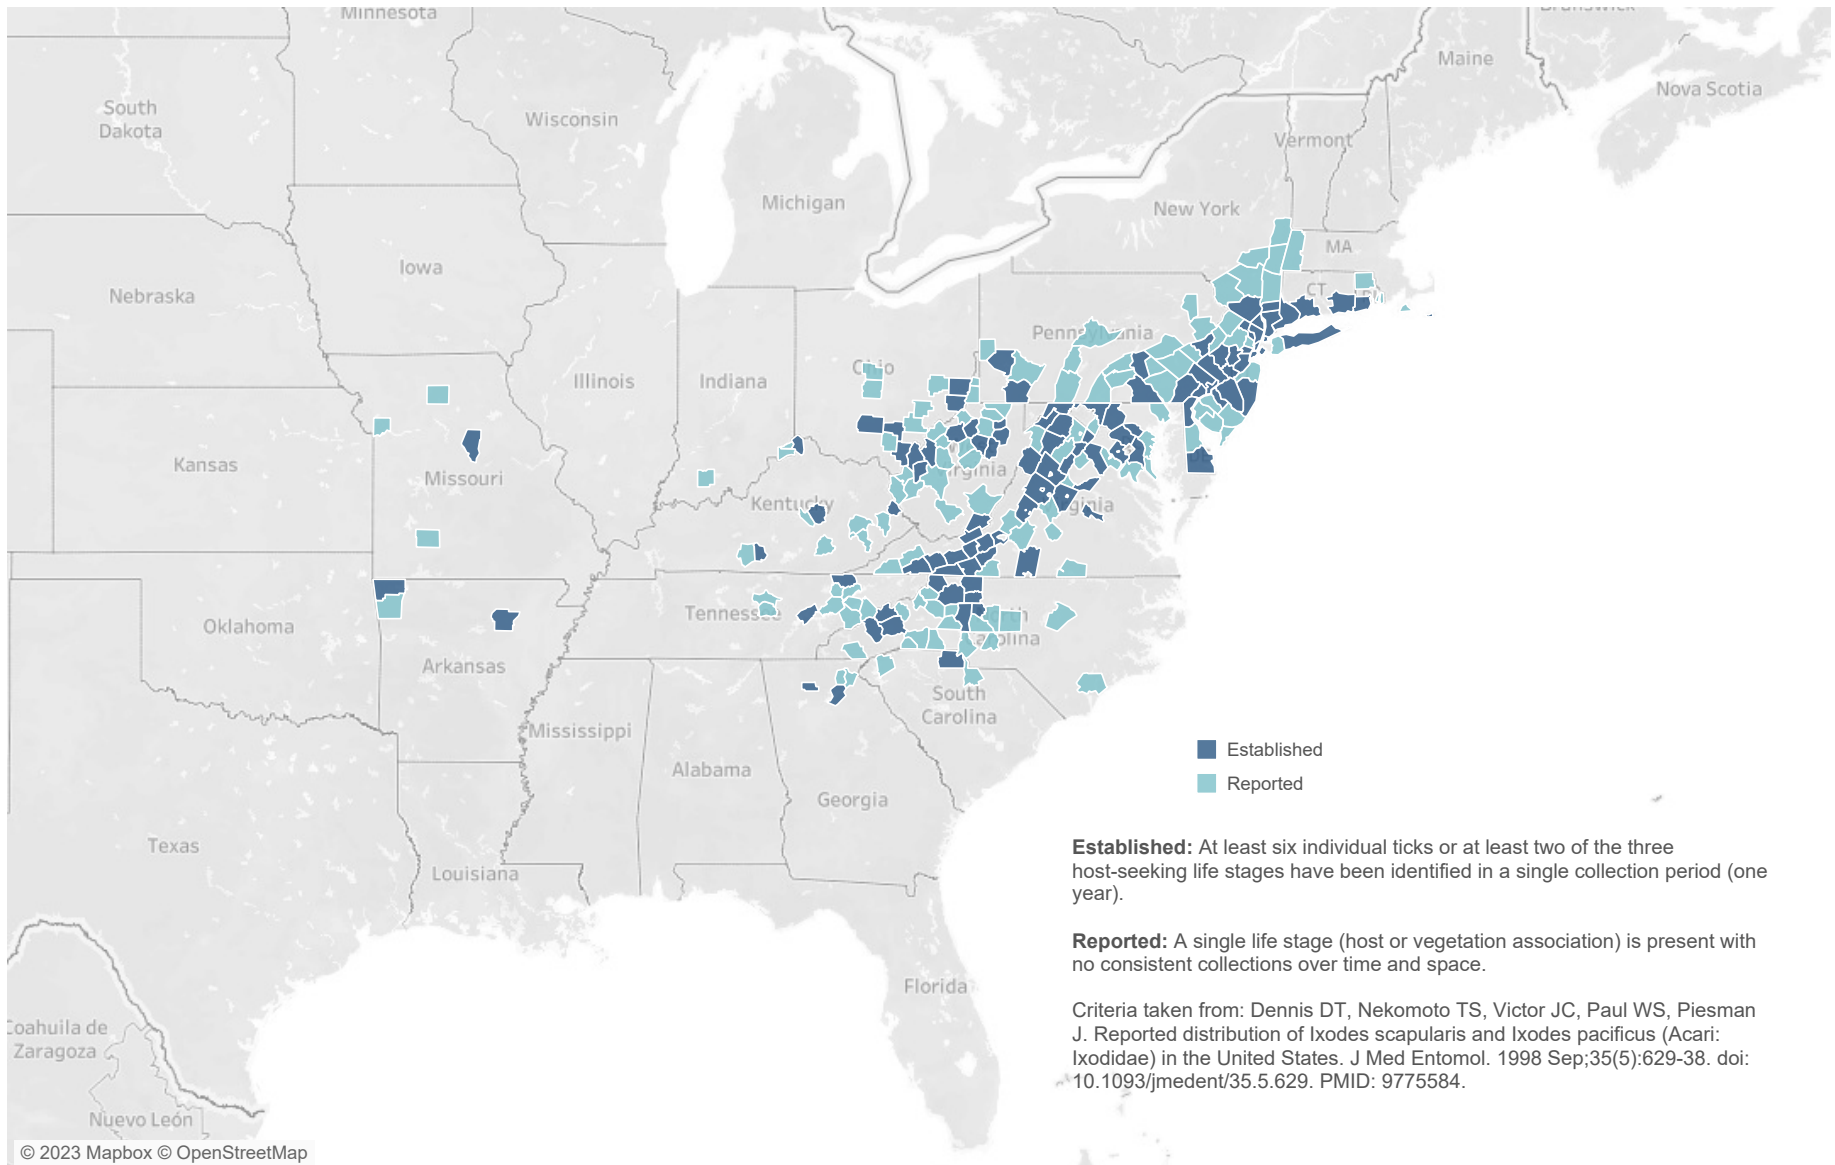 Minnesota
Brunswick
Maine
Nova Scotia
South
Dakota
Wisconsin
Vermont
Michigan
New York
MA
Iowa
Nebraska
CT
RI
Pennsylvania
Ohio
Illinois
Indiana
Kansas
Missouri
Virginia
Kentucky
Virginia
Tennessee
North
Carolina
Oklahoma
Arkansas
South
Carolina
Mississippi
Alabama
Georgia
Texas
Louisiana
Florida
Coahuila de
Zaragoza
Nuevo León
Established
Reported
Established: At least six individual ticks or at least two of the three
host-seeking life stages have been identified in a single collection period (one
year).
Reported: A single life stage (host or vegetation association) is present with
no consistent collections over time and space.
Criteria taken from: Dennis DT, Nekomoto TS, Victor JC, Paul WS, Piesman
J. Reported distribution of Ixodes scapularis and Ixodes pacificus (Acari:
Ixodidae) in the United States. J Med Entomol. 1998 Sep;35(5):629-38. doi:
10.1093/jmedent/35.5.629. PMID: 9775584.
© 2023 Mapbox © OpenStreetMap